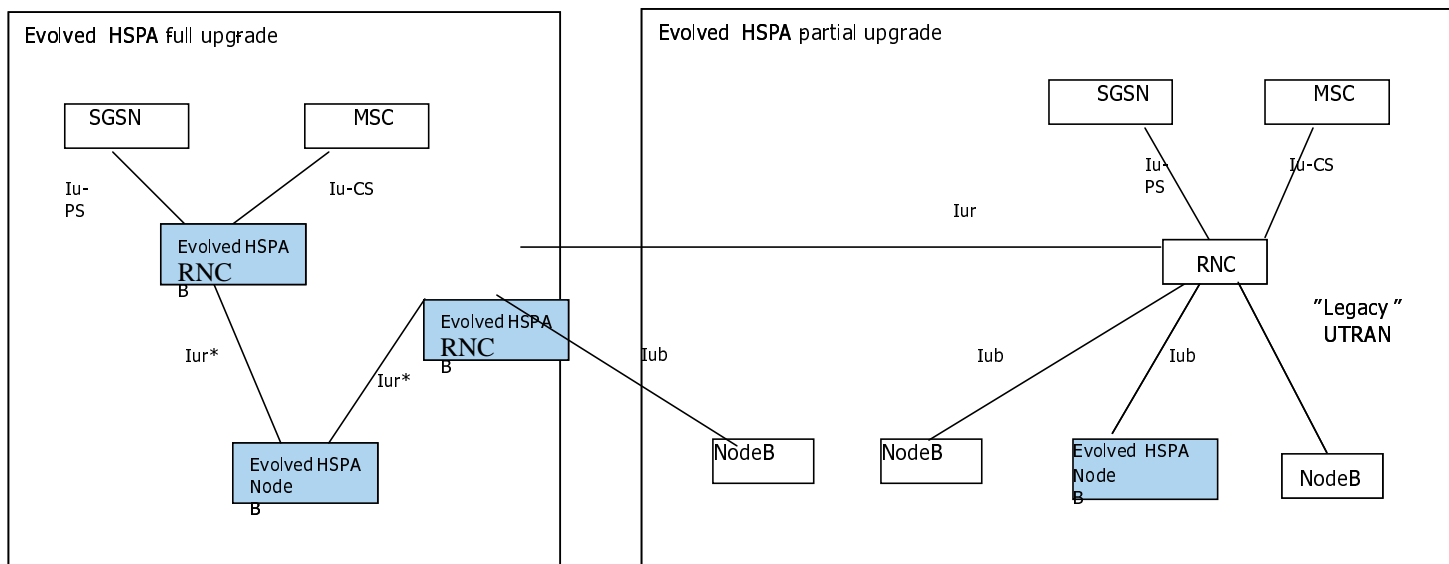 Evolved HSPA full upgrade
SGSN
MSC
Iu-
PS
Iu-CS
Evolved HSPA
RNC
B
Evolved HSPA
RNC
B
Iur*
Iur*
Evolved HSPA
Node
B
Iur
Iub
Evolved HSPA partial upgrade
SGSN
MSC
Iu-
PS
Iu-CS
RNC
"Legacy "
UTRAN
Iub
Iub
NodeB
NodeB
Evolved HSPA
Node
B
NodeB